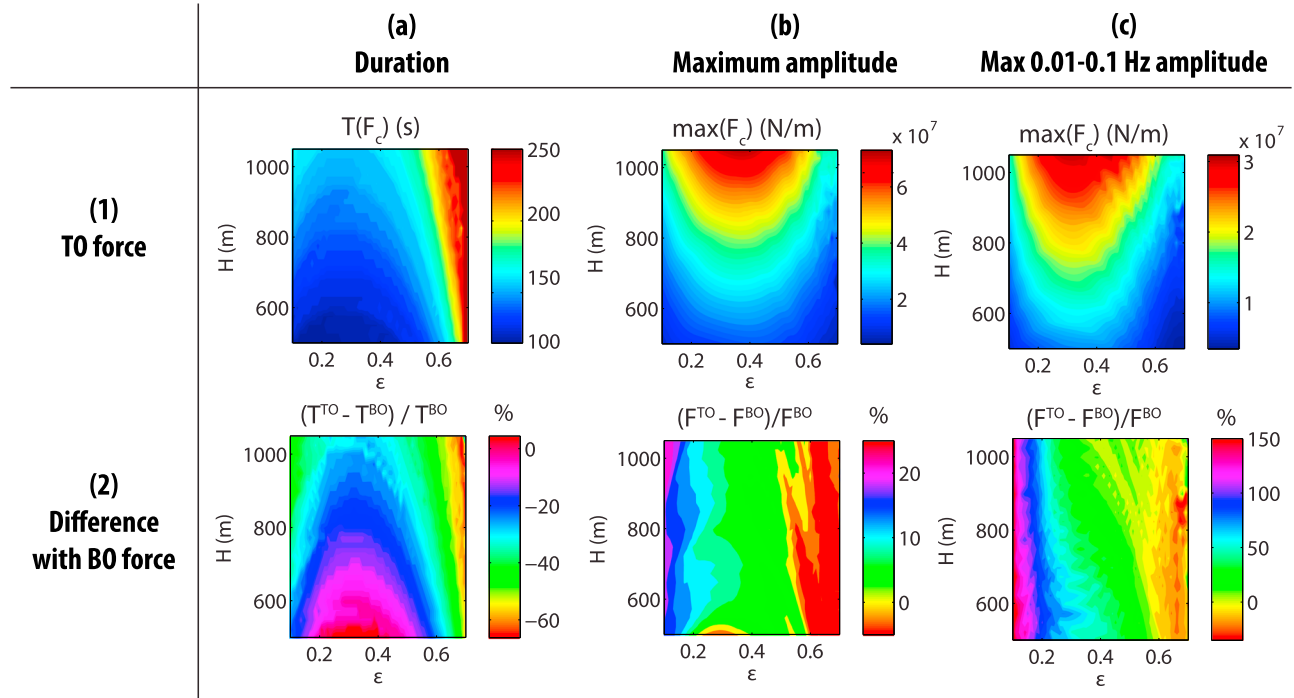 (a)
Duration
(b)
Maximum amplitude
(c)
Max 0.01-0.1 Hz amplitude
(1)
TO force
T(Fc) (s)
H (m)
1000
800
600
0.2 0.4 0.6
ε
250
200
150
100
max(Fc) (N/m)
H (m)
1000
800
600
0.2 0.4 0.6
ε
x 10^7
6
4
2
max(Fc) (N/m)
H (m)
1000
800
600
0.2 0.4 0.6
ε
x 10^7
3
2
1
(2)
Difference
with BO force
(T^TO - T^BO) / T^BO %
H (m)
1000
800
600
0.2 0.4 0.6
ε
0
−20
−40
−60
(F^TO - F^BO)/F^BO %
H (m)
1000
800
600
0.2 0.4 0.6
ε
20
10
0
(F^TO - F^BO)/F^BO %
H (m)
1000
800
600
0.2 0.4 0.6
ε
150
100
50
0